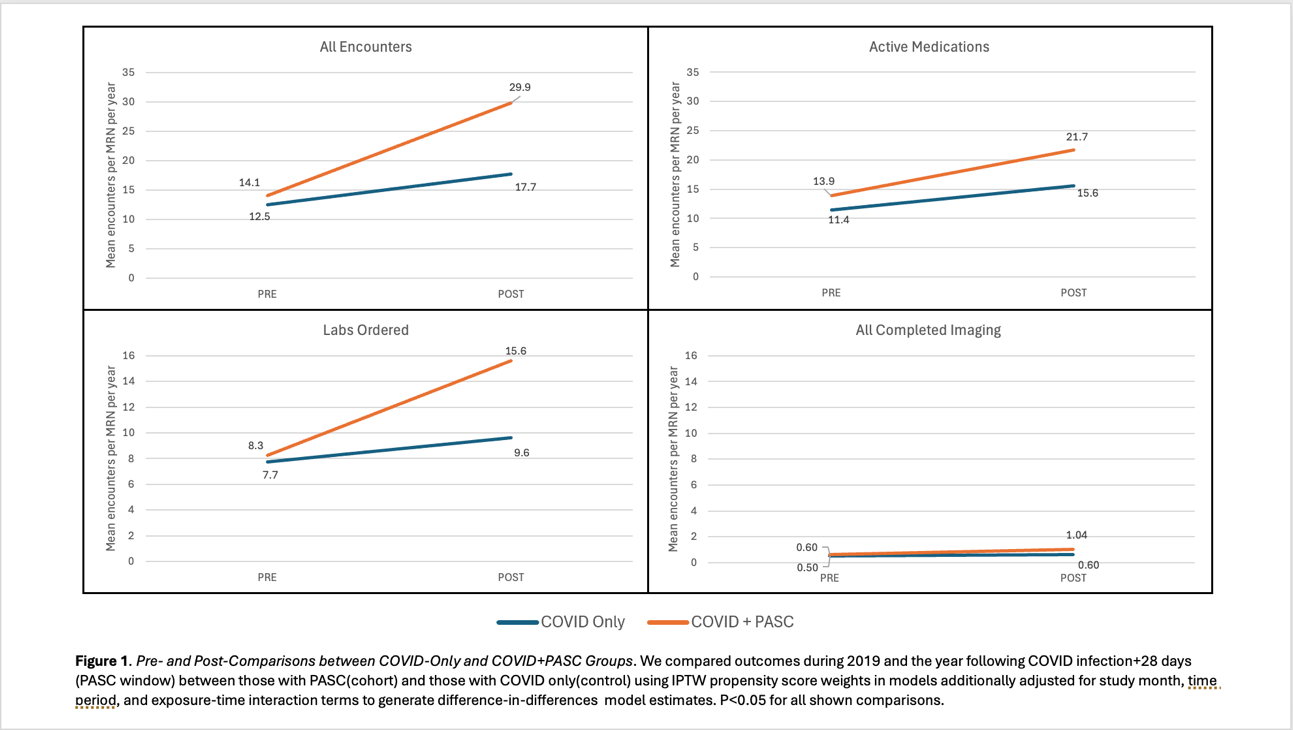 All Encounters
Mean encounters per MRN per year
35
30
25
20
15
10
5
0
14.1
12.5
29.9
17.7
PRE
POST
Active Medications
Mean encounters per MRN per year
35
30
25
20
15
10
5
0
13.9
11.4
21.7
15.6
PRE
POST
Labs Ordered
Mean encounters per MRN per year
16
14
12
10
8
6
4
2
0
8.3
7.7
15.6
9.6
PRE
POST
All Completed Imaging
Mean encounters per MRN per year
16
14
12
10
8
6
4
2
0
0.60
0.50
1.04
0.60
PRE
POST
COVID Only
COVID + PASC
Figure 1. Pre- and Post-Comparisons between COVID-Only and COVID+PASC Groups. We compared outcomes during 2019 and the year following COVID infection+28 days
(PASC window) between those with PASC(cohort) and those with COVID only(control) using IPTW propensity score weights in models additionally adjusted for study month, time
period, and exposure-time interaction terms to generate difference-in-differences model estimates. P<0.05 for all shown comparisons.